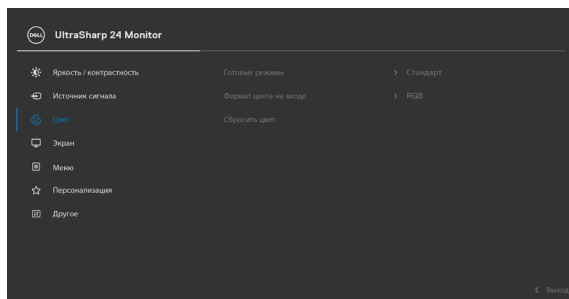 DELL UltraSharp 24 Monitor
Яркость / контрастность
Готовые режимы > Стандарт
Источник сигнала
Формат цвета на входе > RGB
Цвет
Сбросить цвет
Экран
Меню
Персонализация
Другое
< Выход